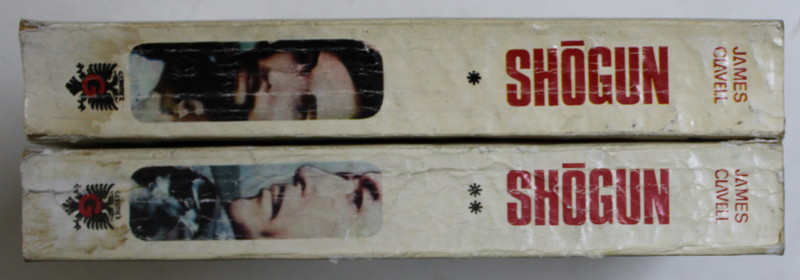 JAMES
CLAVELL
SHŌGUN
*
G
JAMES
CLAVELL
SHŌGUN
**
G